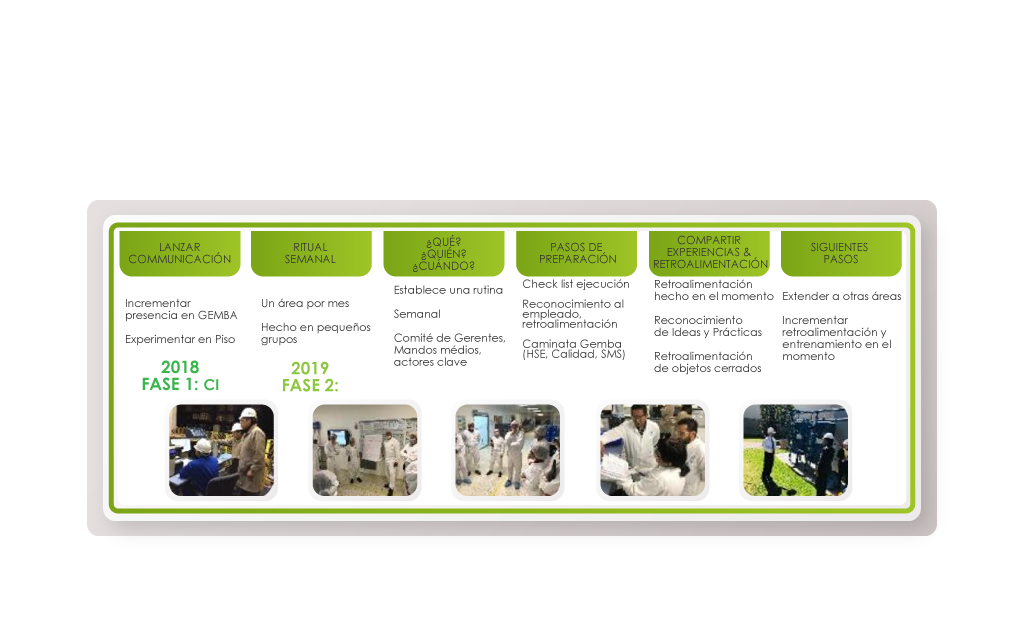 LANZAR
COMMUNICACIÓN
Incrementar
presencia en GEMBA
Experimentar en Piso
2018
FASE 1: CI
RITUAL
SEMANAL
Un área por mes
Hecho en pequeños
grupos
2019
FASE 2:
¿QUÉ?
¿QUIÉN?
¿CUÁNDO?
Establece una rutina
Semanal
Comité de Gerentes,
Mandos médios,
actores clave
PASOS DE
PREPARACIÓN
Check list ejecución
Reconocimiento al
empleado,
retroalimentación
Caminata Gemba
(HSE, Calidad, SMS)
COMPARTIR
EXPERIENCIAS &
RETROALIMENTACIÓN
Retroalimentación
hecho en el momento
Reconocimiento
de Ideas y Prácticas
Retroalimentación
de objetos cerrados
SIGUIENTES
PASOS
Extender a otras áreas
Incrementar
retroalimentación y
entrenamiento en el
momento